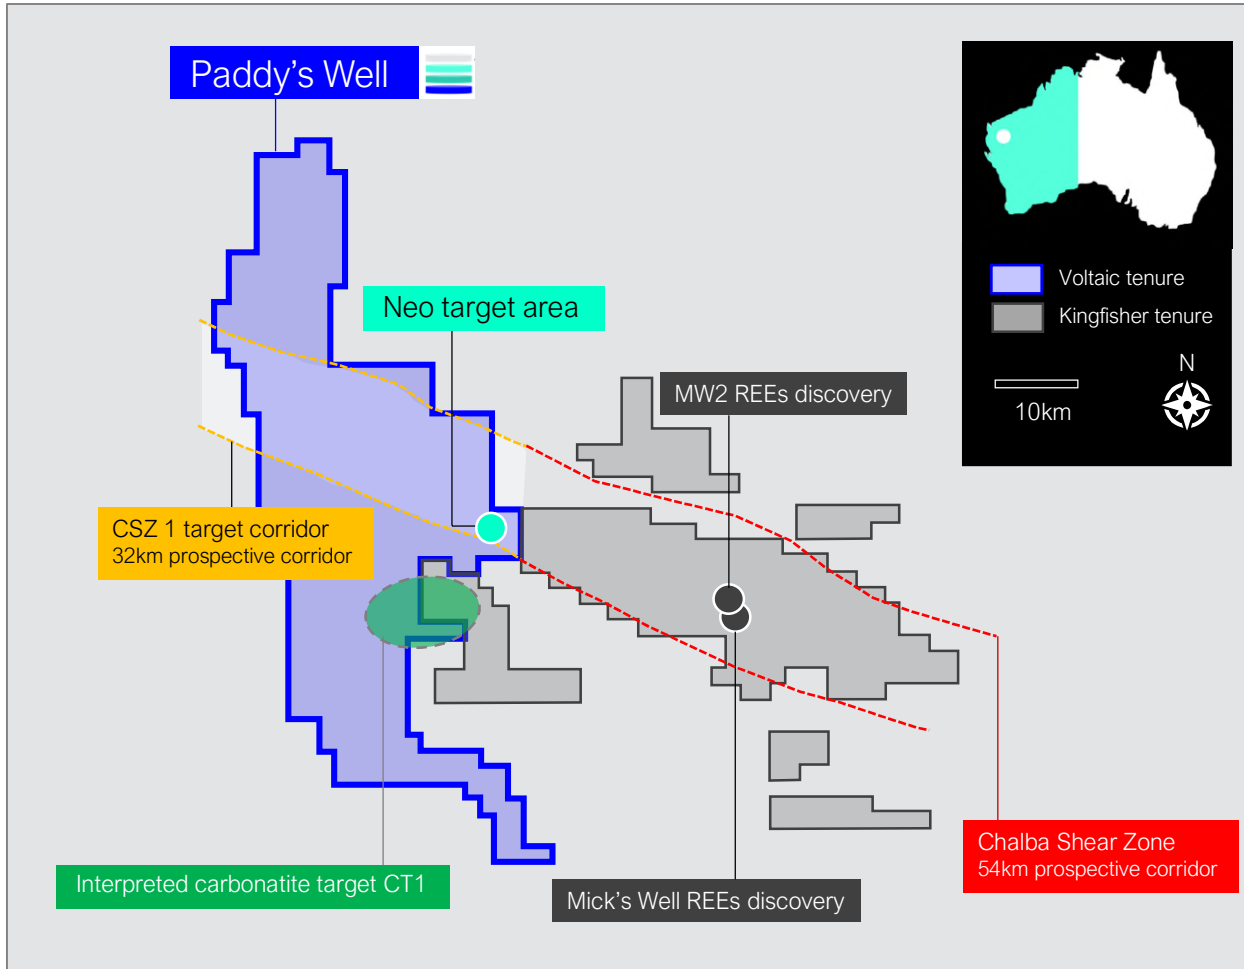 Paddy's Well
Voltaic tenure
Kingfisher tenure
N
10km
Neo target area
MW2 REEs discovery
CSZ 1 target corridor
32km prospective corridor
Chalba Shear Zone
54km prospective corridor
Interpreted carbonatite target CT1
Mick's Well REEs discovery